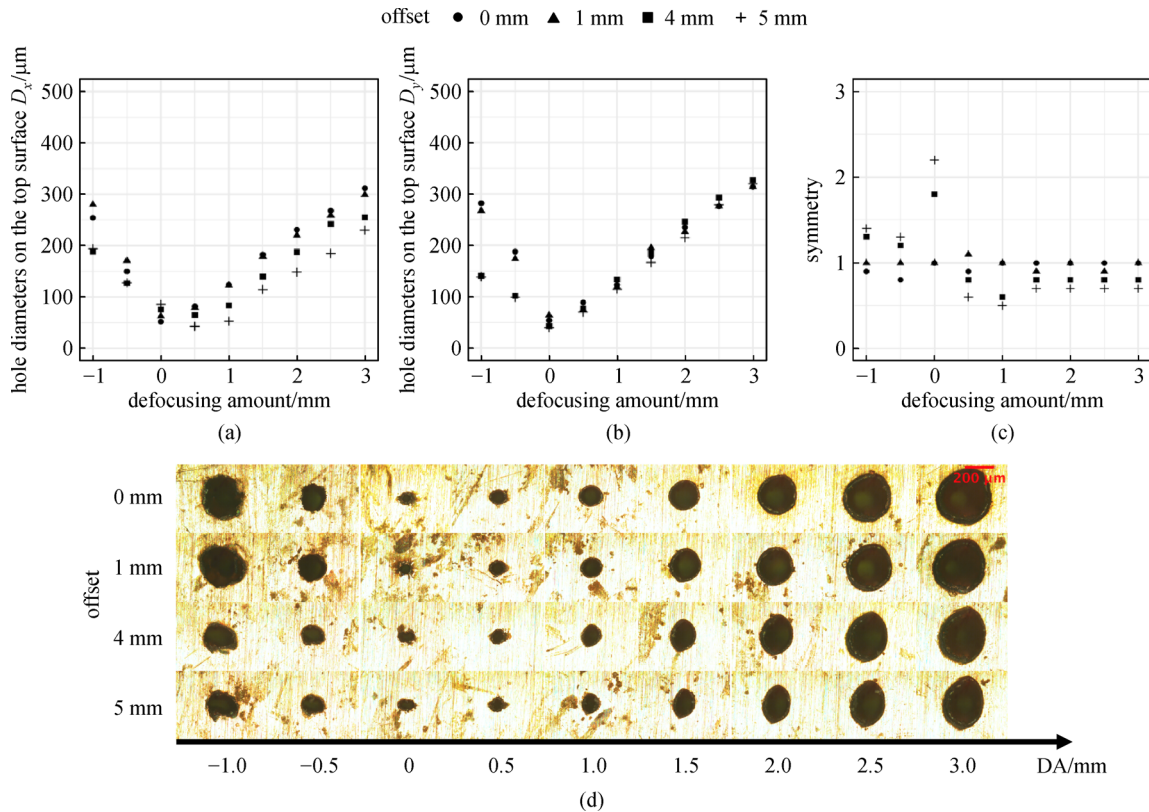 offset ● 0 mm ▲ 1 mm ■ 4 mm + 5 mm
hole diameters on the top surface Dx/μm
500
400
300
200
100
0
−1 0 1 2 3
defocusing amount/mm
(a)
hole diameters on the top surface Dy/μm
500
400
300
200
100
0
−1 0 1 2 3
defocusing amount/mm
(b)
symmetry
3
2
1
0
−1 0 1 2 3
defocusing amount/mm
(c)
200 μm
offset
0 mm
1 mm
4 mm
5 mm
−1.0 −0.5 0 0.5 1.0 1.5 2.0 2.5 3.0 DA/mm
(d)